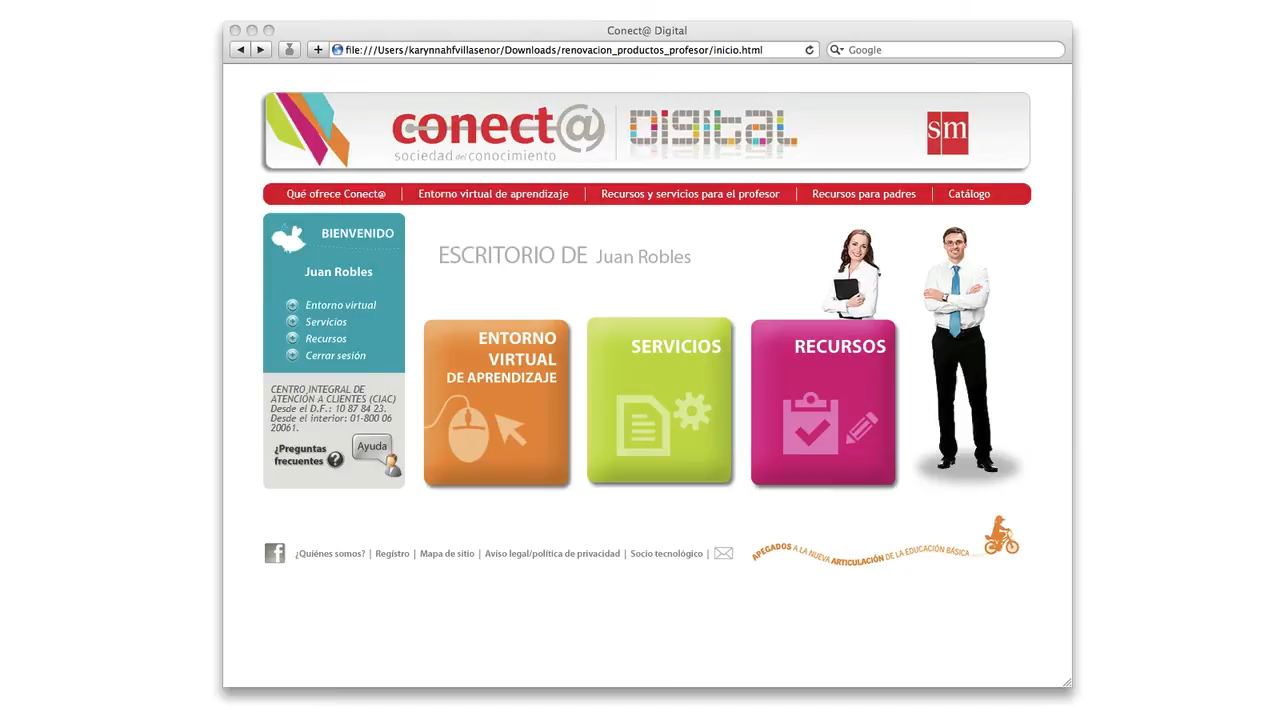 Conect@ Digital
file:///Users/karynnahfvillasenor/Downloads/renovacion_productos_profesor/inicio.html
Google
conect@ DIGITAL
sociedad del conocimiento
sm
Qué ofrece Conect@ | Entorno virtual de aprendizaje | Recursos y servicios para el profesor | Recursos para padres | Catálogo
BIENVENIDO
Juan Robles
Entorno virtual
Servicios
Recursos
Cerrar sesión
CENTRO INTEGRAL DE
ATENCIÓN A CLIENTES (CIAC)
Desde el D.F.: 10 87 84 23.
Desde el interior: 01-800 06
20061.
¿Preguntas
frecuentes ?
Ayuda
ESCRITORIO DE Juan Robles
ENTORNO
VIRTUAL
DE APRENDIZAJE
SERVICIOS
RECURSOS
f
¿Quiénes somos? | Registro | Mapa de sitio | Aviso legal/política de privacidad | Socio tecnológico |
APEGADOS A LA NUEVA ARTICULACIÓN DE LA EDUCACIÓN BÁSICA